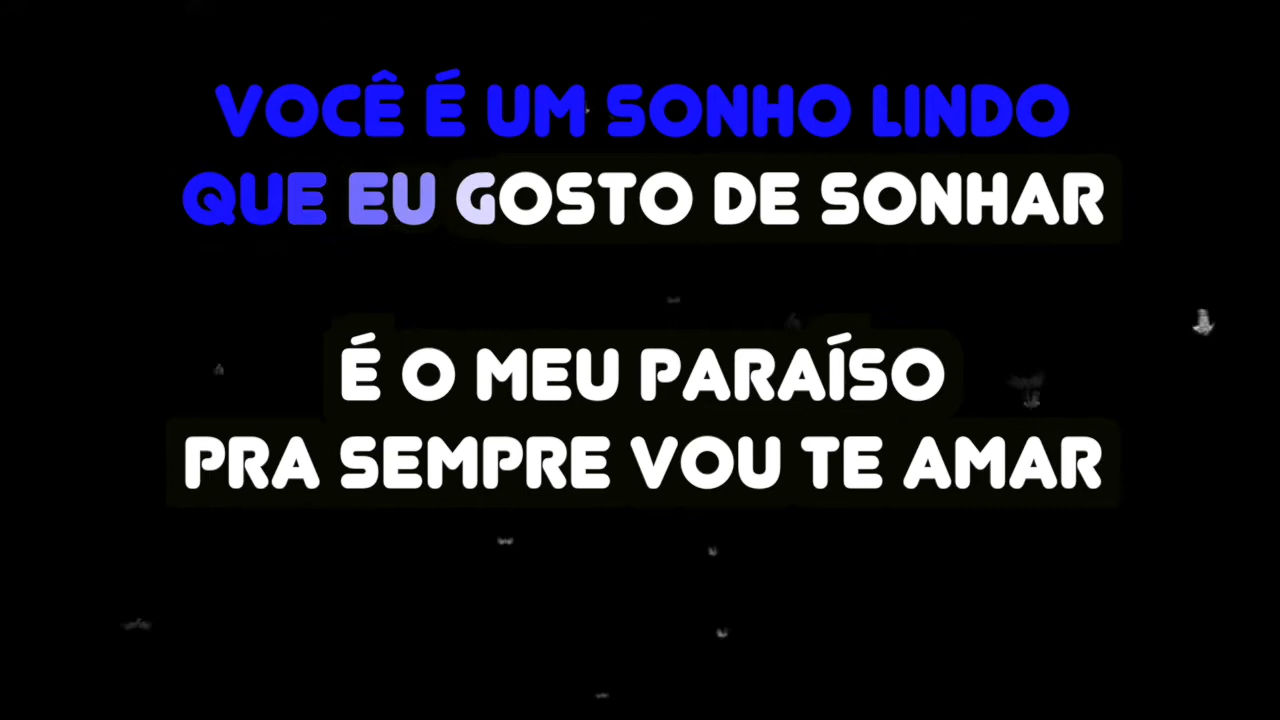 VOCÊ É UM SONHO LINDO
QUE EU GOSTO DE SONHAR
É O MEU PARAÍSO
PRA SEMPRE VOU TE AMAR